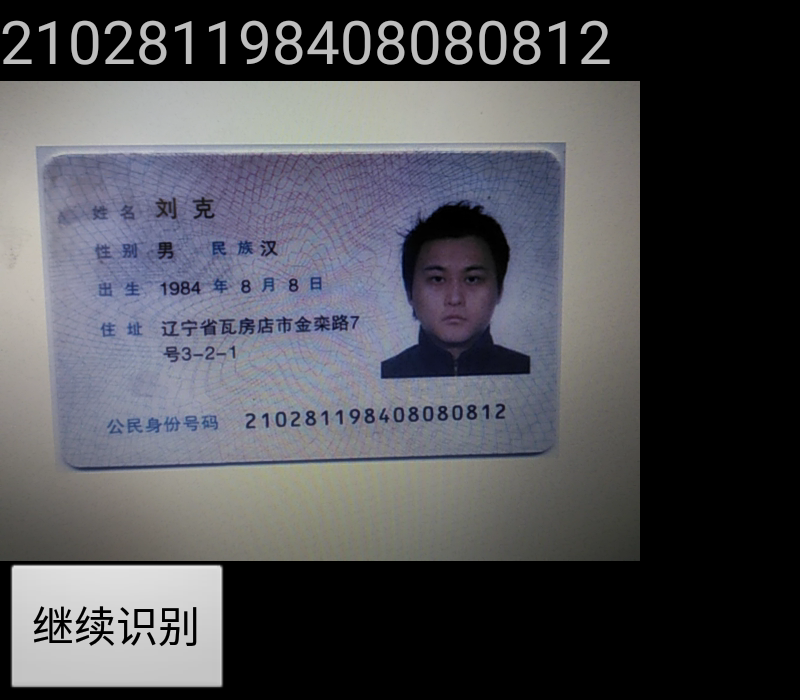 210281198408080812
姓名 刘克
性别 男 民族 汉
出生 1984 年 8 月 8 日
住址 辽宁省瓦房店市金栾路7
号3-2-1
公民身份号码 210281198408080812
继续识别